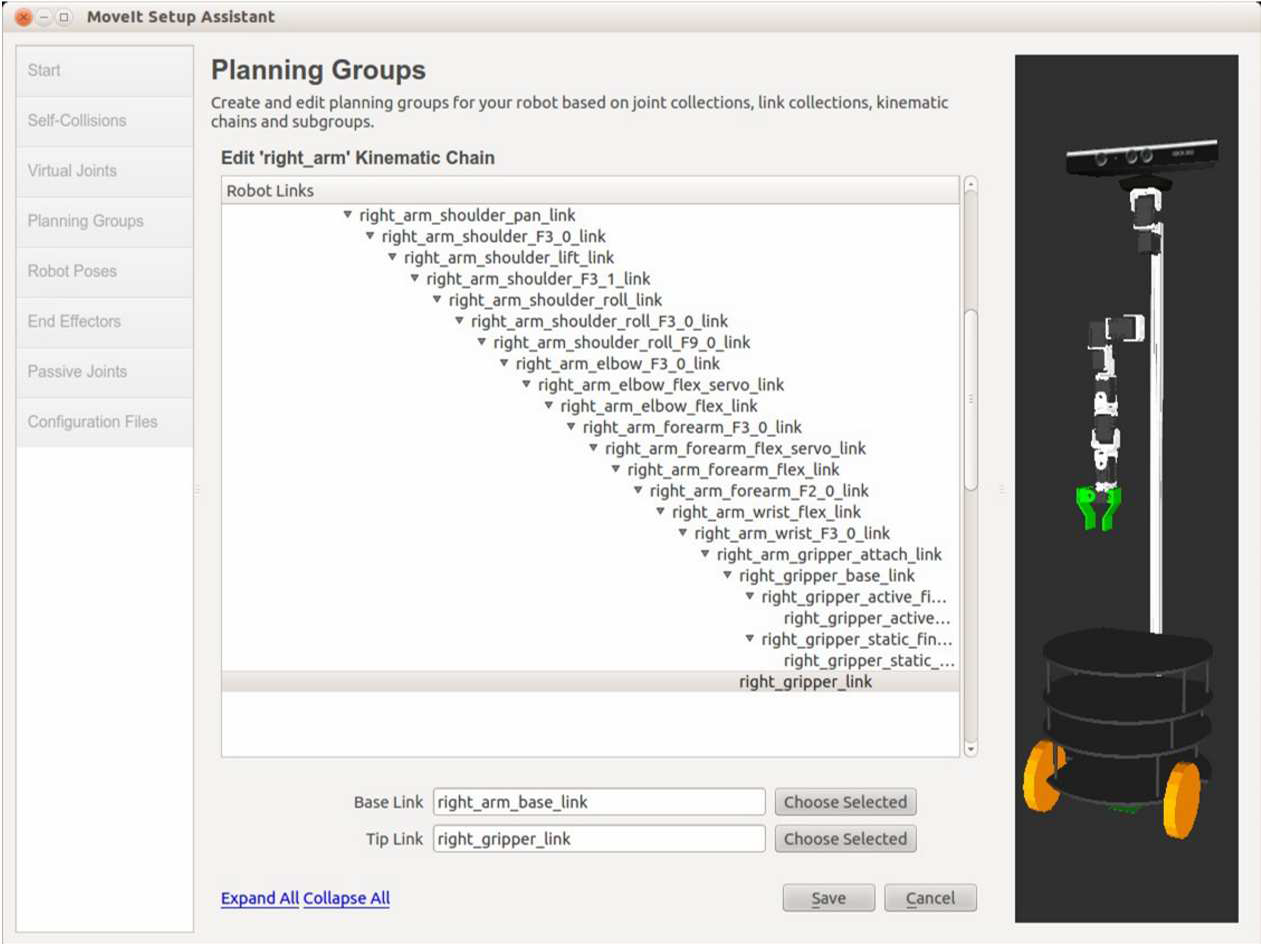 MoveIt Setup Assistant
Start
Self-Collisions
Virtual Joints
Planning Groups
Robot Poses
End Effectors
Passive Joints
Configuration Files
Planning Groups
Create and edit planning groups for your robot based on joint collections, link collections, kinematic
chains and subgroups.
Edit 'right_arm' Kinematic Chain
Robot Links
right_arm_shoulder_pan_link
right_arm_shoulder_F3_0_link
right_arm_shoulder_lift_link
right_arm_shoulder_F3_1_link
right_arm_shoulder_roll_link
right_arm_shoulder_roll_F3_0_link
right_arm_shoulder_roll_F9_0_link
right_arm_elbow_F3_0_link
right_arm_elbow_flex_servo_link
right_arm_elbow_flex_link
right_arm_forearm_F3_0_link
right_arm_forearm_flex_servo_link
right_arm_forearm_flex_link
right_arm_forearm_F2_0_link
right_arm_wrist_flex_link
right_arm_wrist_F3_0_link
right_arm_gripper_attach_link
right_gripper_base_link
right_gripper_active_fi...
right_gripper_active...
right_gripper_static_fin...
right_gripper_static_...
right_gripper_link
Base Link right_arm_base_link Choose Selected
Tip Link right_gripper_link Choose Selected
Expand All Collapse All Save Cancel